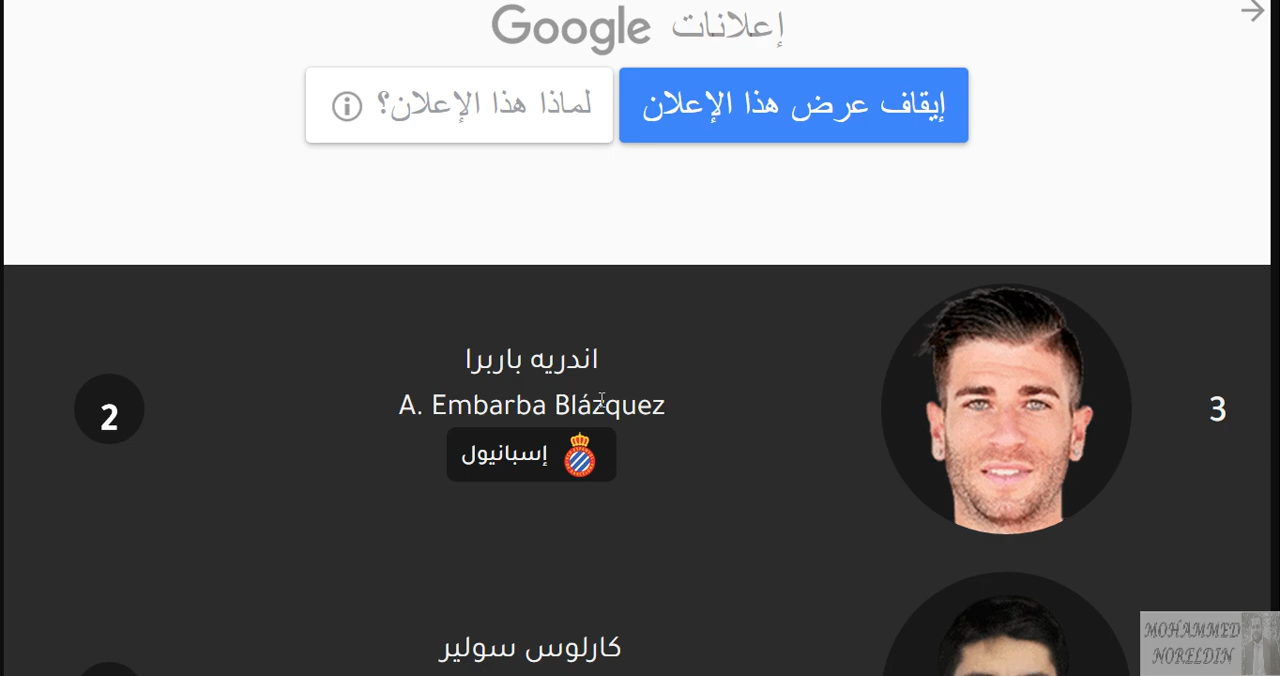 إعلانات Google
إيقاف عرض هذا الإعلان
لماذا هذا الإعلان؟
3
اندريه باربرا
A. Embarba Blázquez
إسبانيول
2
كارلوس سولير
MOHAMMED
NORELDIN